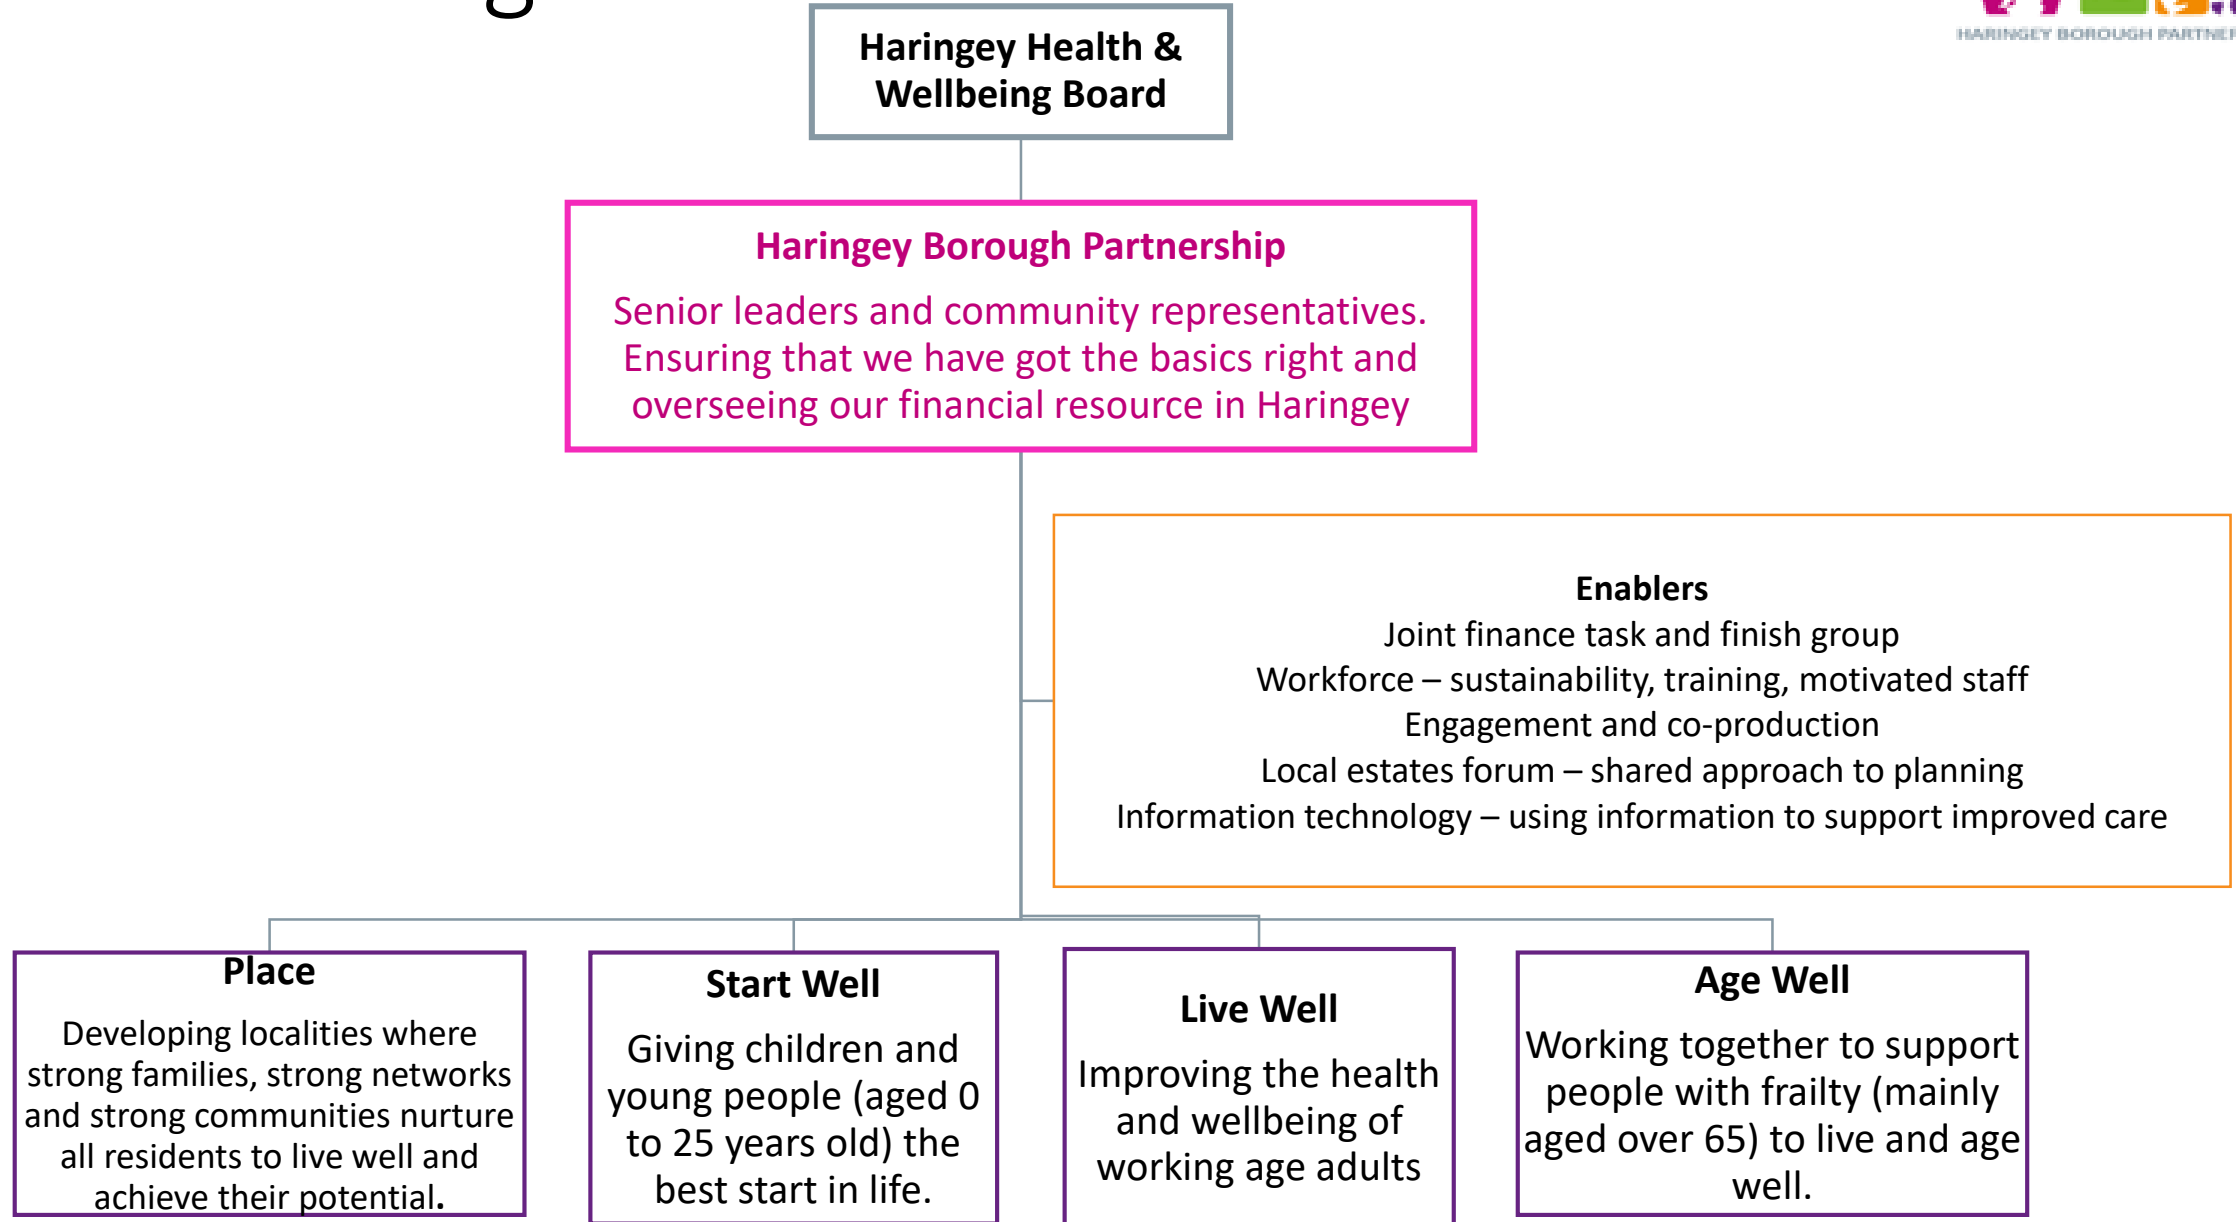 HARINGEY BOROUGH
Haringey Health &
Wellbeing Board
Haringey Borough Partnership
Senior leaders and community representatives.
Ensuring that we have got the basics right and
overseeing our financial resource in Haringey
Enablers
Joint finance task and finish group
Workforce – sustainability, training, motivated staff
Engagement and co-production
Local estates forum – shared approach to planning
Information technology – using information to support improved care
Place
Developing localities where
strong families, strong networks
and strong communities nurture
all residents to live well and
achieve their potential.
Start Well
Giving children and
young people (aged 0
to 25 years old) the
best start in life.
Live Well
Improving the health
and wellbeing of
working age adults
Age Well
Working together to support
people with frailty (mainly
aged over 65) to live and age
well.